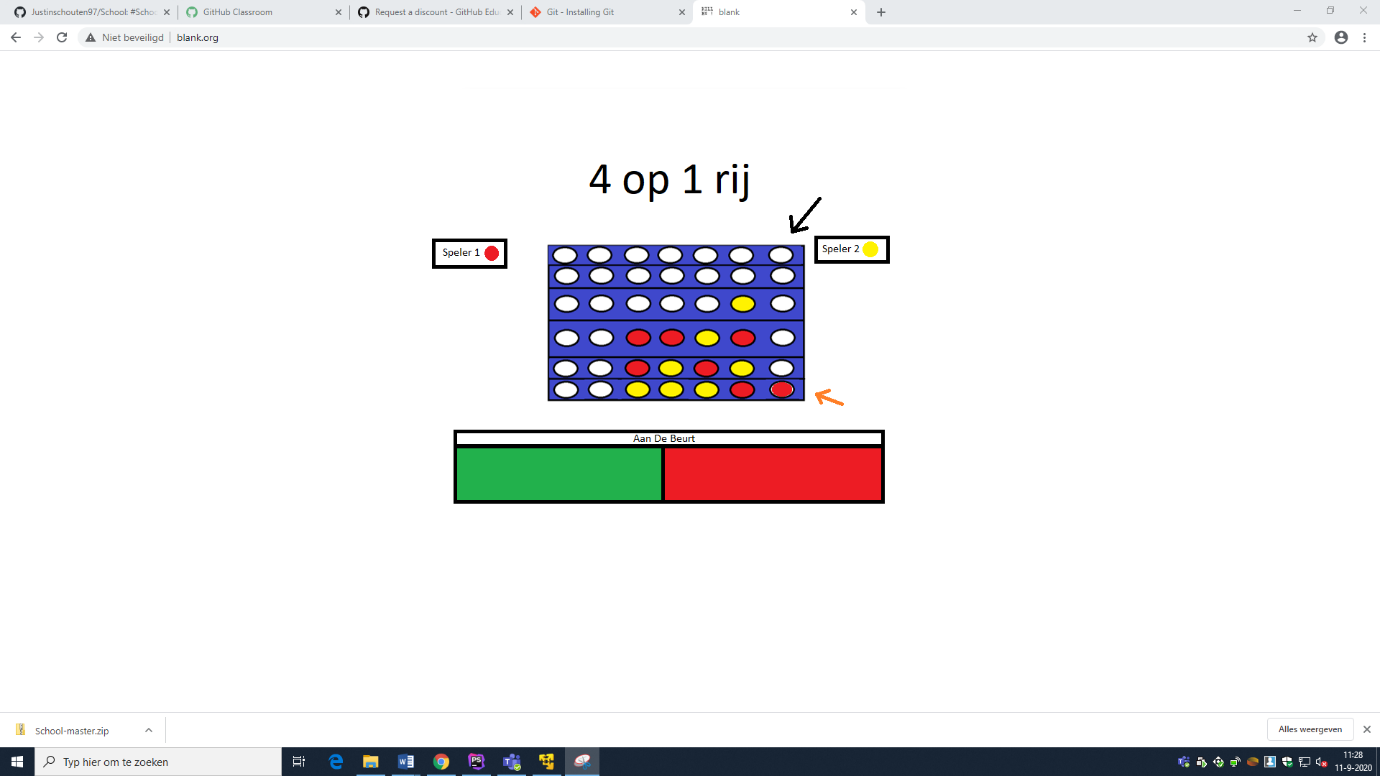 Justinschouten97/School: #Schoo
GitHub Classroom
Request a discount - GitHub Edu
Git - Installing Git
blank
Niet beveiligd
blank.org
4 op 1 rij
Speler 1
Speler 2
Aan De Beurt
School-master.zip
Alles weergeven
Typ hier om te zoeken
11:28
11-9-2020